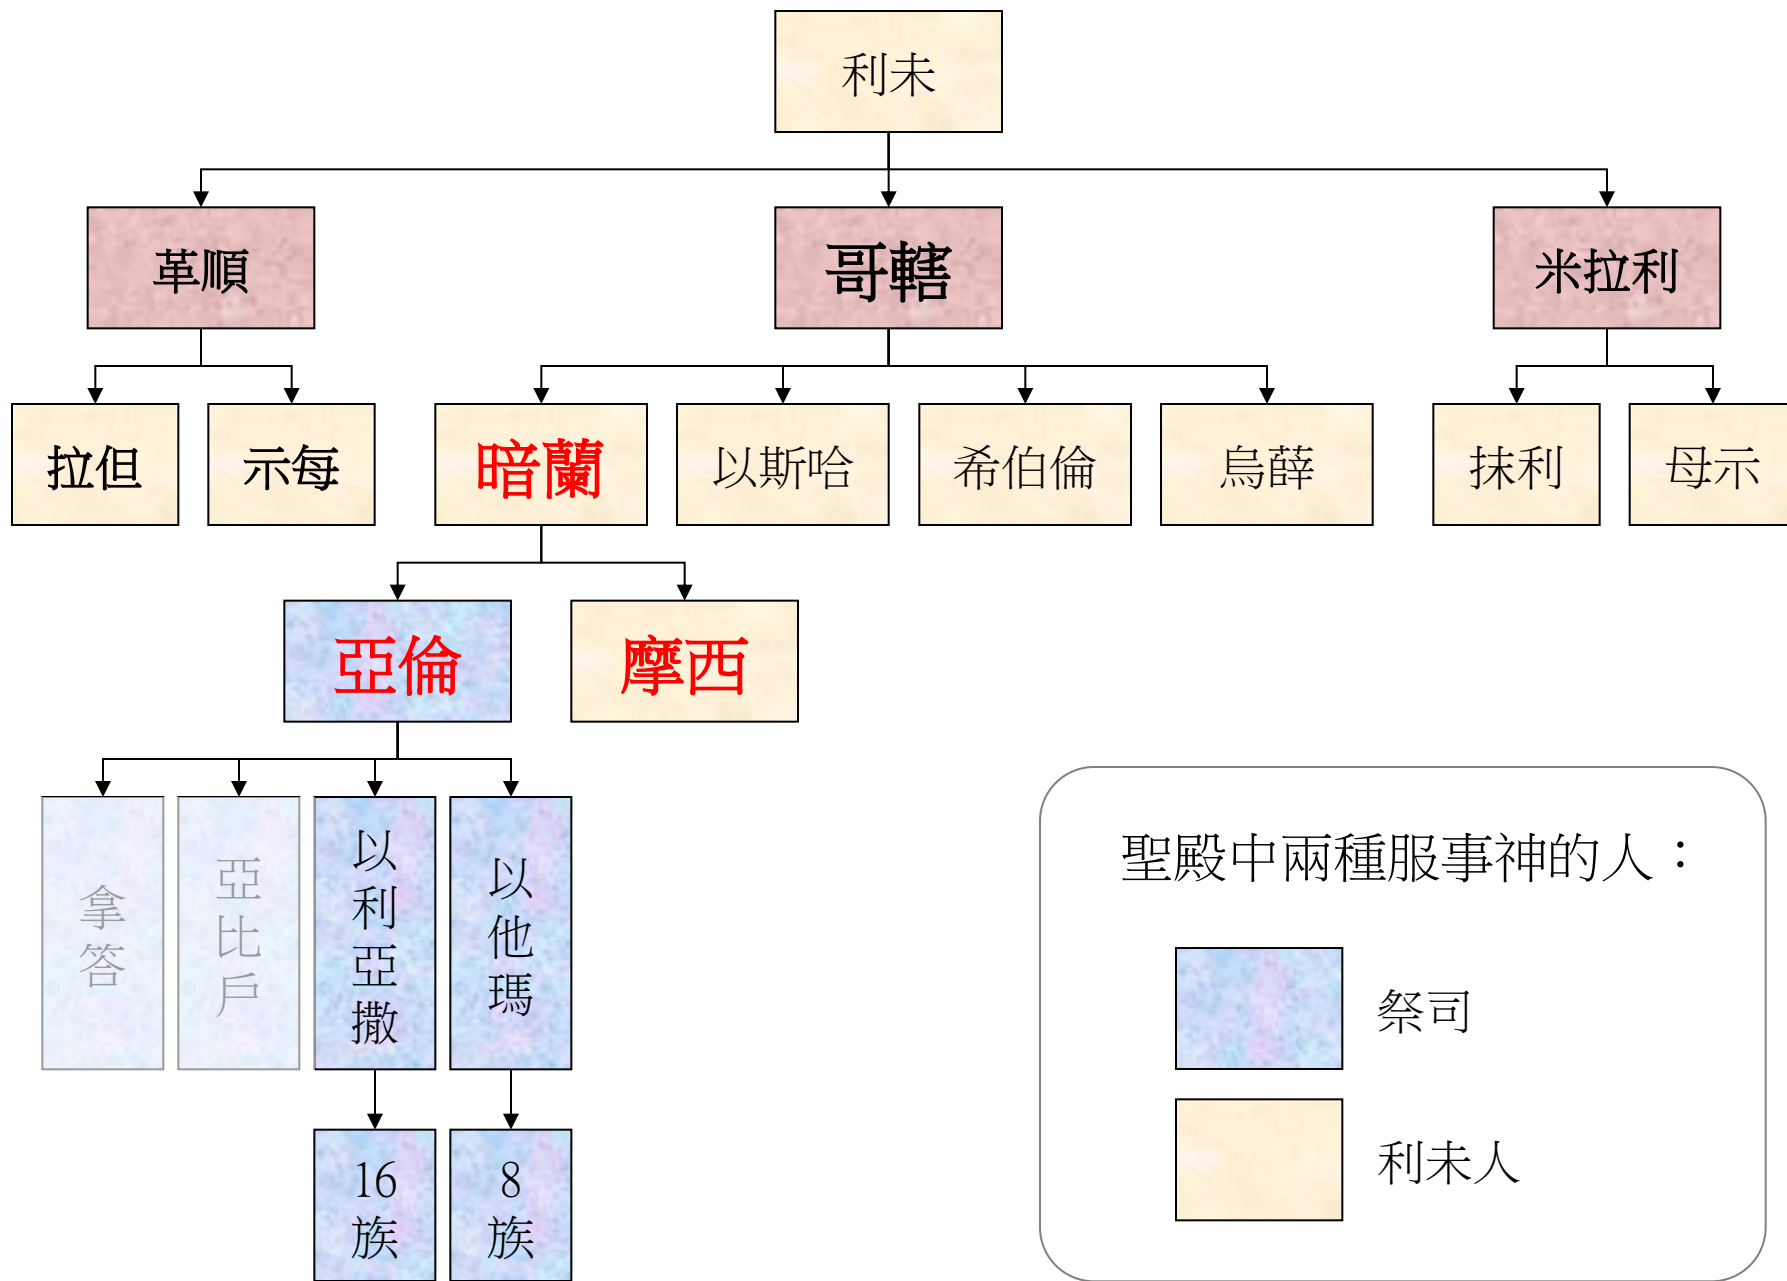 利未
革順
哥轄
米拉利
拉但
示每
暗蘭
以斯哈
希伯倫
烏薛
抹利
母示
亞倫
摩西
拿答
亞比戶
以利亞撒
以他瑪
16
族
8
族
聖殿中兩種服事神的人：
祭司
利未人